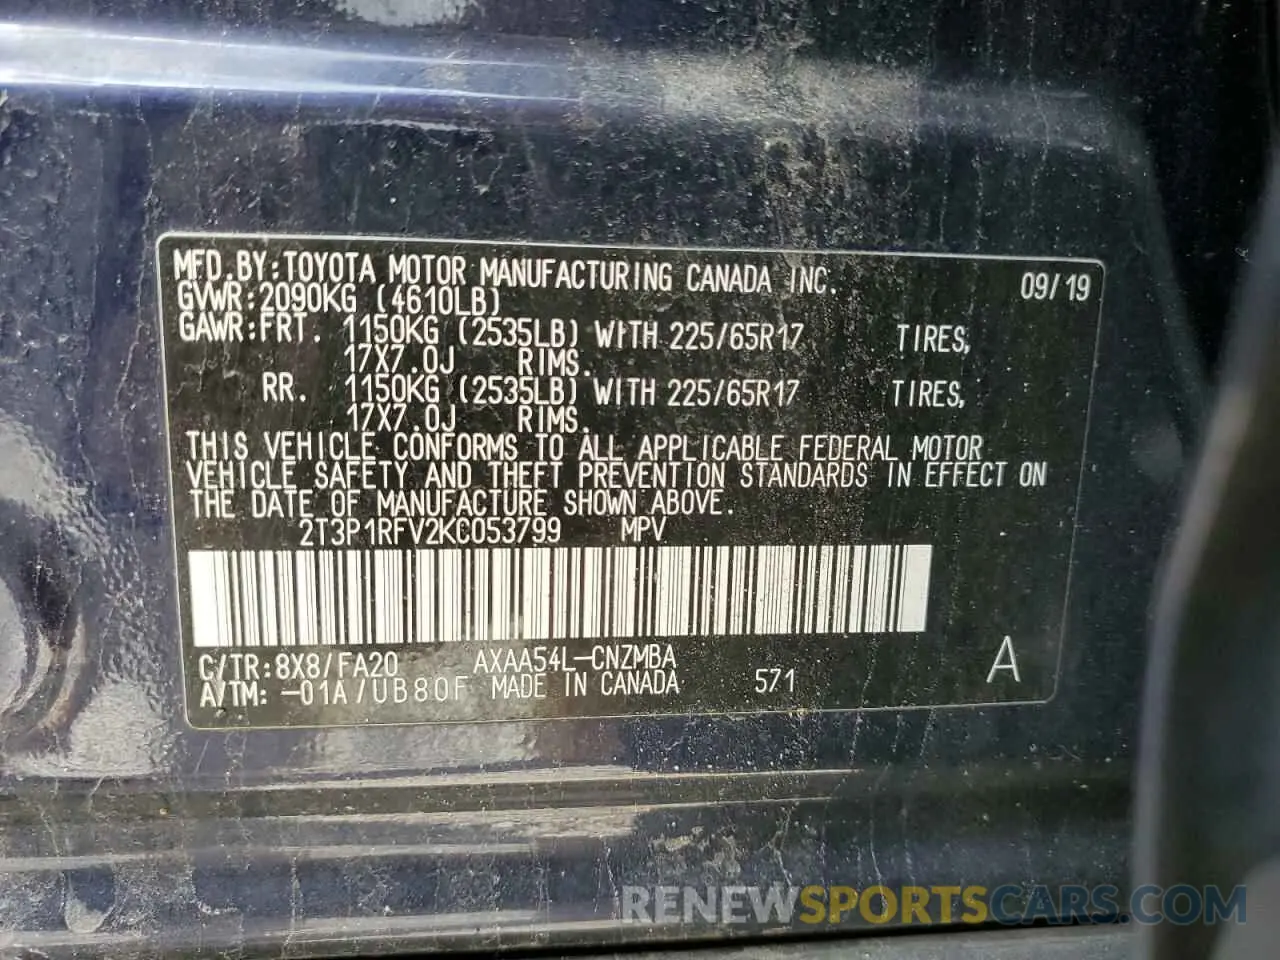 MFD.BY:TOYOTA MOTOR MANUFACTURING CANADA INC. 09/19
GVWR:2090KG (4610LB)
GAWR:FRT. 1150KG (2535LB) WITH 225/65R17 TIRES,
17X7.0J RIMS.
RR. 1150KG (2535LB) WITH 225/65R17 TIRES,
17X7.0J RIMS.
THIS VEHICLE CONFORMS TO ALL APPLICABLE FEDERAL MOTOR
VEHICLE SAFETY AND THEFT PREVENTION STANDARDS IN EFFECT ON
THE DATE OF MANUFACTURE SHOWN ABOVE.
2T3P1RFV2KC053799 MPV
C/TR:8X8/FA20 AXAA54L-CNZMBA A
A/TM: -01A/UB80F MADE IN CANADA 571
RENEWSPORTSCARS.COM